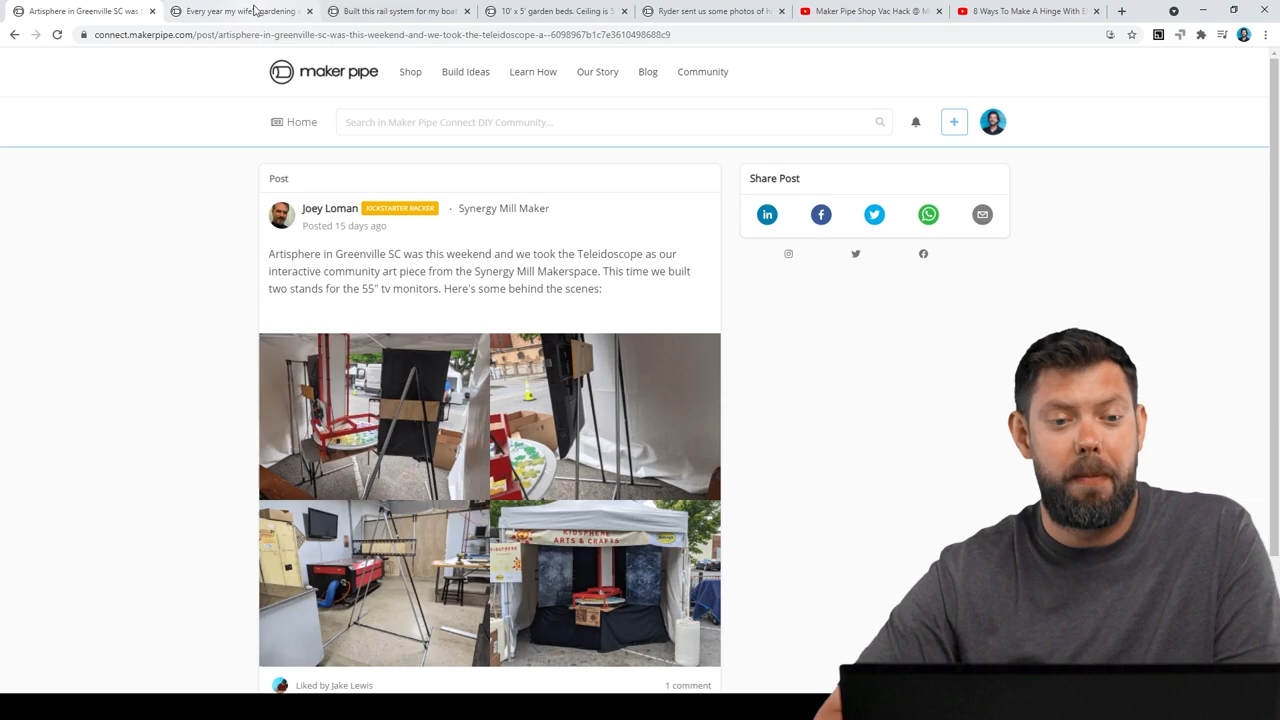 Artisphere in Greenville SC was t
Every year my wife gardening
Built this rail system for my boat
10' x 5' garden beds. Ceiling is 5
Ryder sent us some photos of h
Maker Pipe Shop Vac Hack @ M
8 Ways To Make A Hinge With E
connect.makerpipe.com/post/artisphere-in-greenville-sc-was-this-weekend-and-we-took-the-teleidoscope-a--6098967b1c7e3610498688c9
maker pipe
Shop
Build Ideas
Learn How
Our Story
Blog
Community
Home
Search in Maker Pipe Connect DIY Community...
Post
Joey Loman KICKSTARTER BACKER · Synergy Mill Maker
Posted 15 days ago
Artisphere in Greenville SC was this weekend and we took the Teleidoscope as our
interactive community art piece from the Synergy Mill Makerspace. This time we built
two stands for the 55" tv monitors. Here's some behind the scenes:
KIDSPHERE
ARTS & CRAFTS
Liked by Jake Lewis
1 comment
Share Post